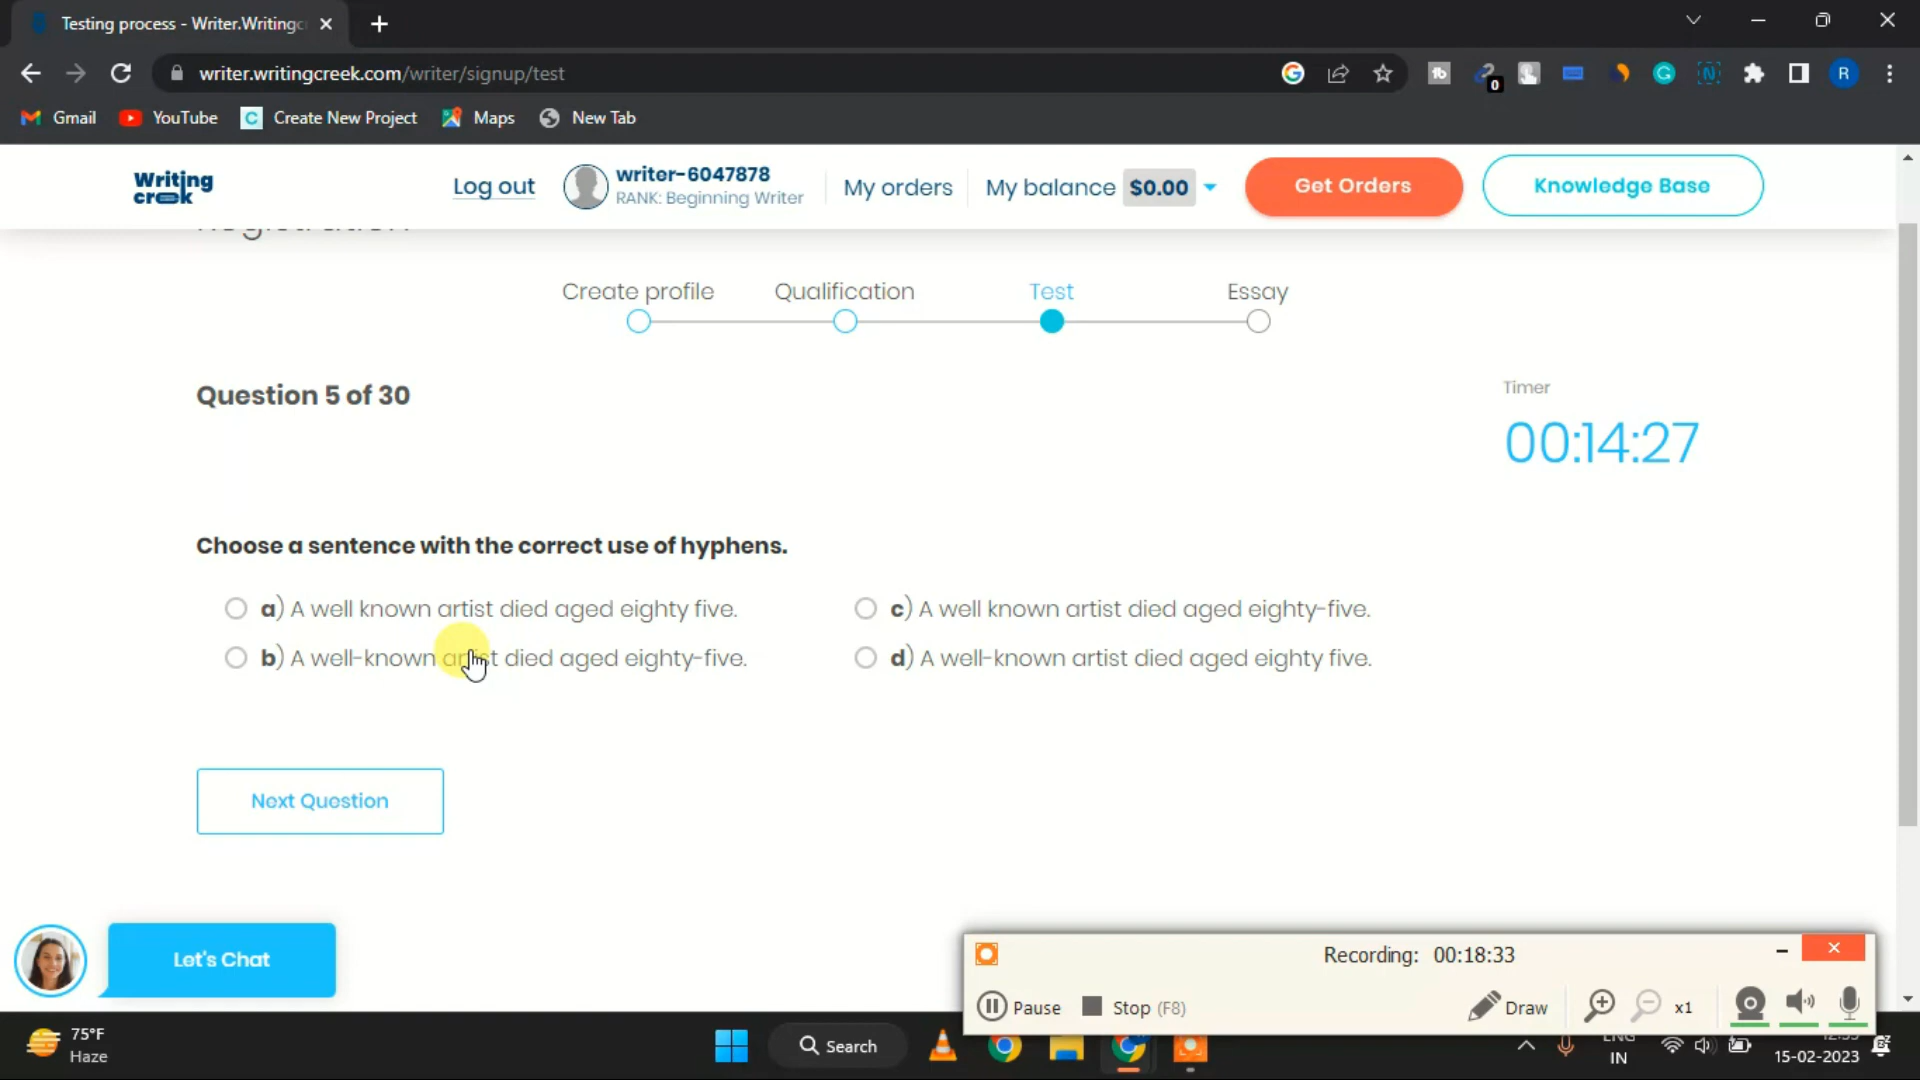 Testing process - Writer.Writingc
writer.writingcreek.com/writer/signup/test
0
R
Gmail
YouTube
Create New Project
Maps
New Tab
Writing creek
Log out
writer-6047878
RANK: Beginning Writer
My orders
My balance $0.00
Get Orders
Knowledge Base
Registration
Create profile
Qualification
Test
Essay
Question 5 of 30
Timer
00:14:27
Choose a sentence with the correct use of hyphens.
a) A well known artist died aged eighty five.
c) A well known artist died aged eighty-five.
b) A well-known artist died aged eighty-five.
d) A well-known artist died aged eighty five.
Next Question
Let's Chat
Recording: 00:18:33
Pause
Stop (F8)
Draw
x1
75°F
Haze
Search
ENG
IN
15-02-2023